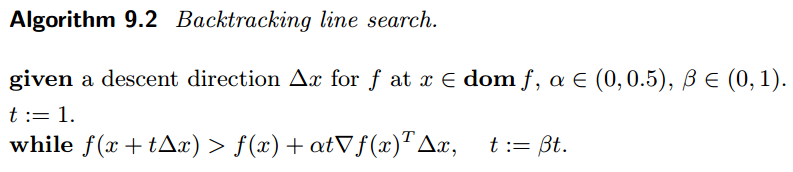 Algorithm 9.2 Backtracking line search.
given a descent direction Δx for f at x ∈ dom f, α ∈ (0, 0.5), β ∈ (0, 1).
t := 1.
while f(x + tΔx) > f(x) + αt∇f(x)ᵀΔx, t := βt.